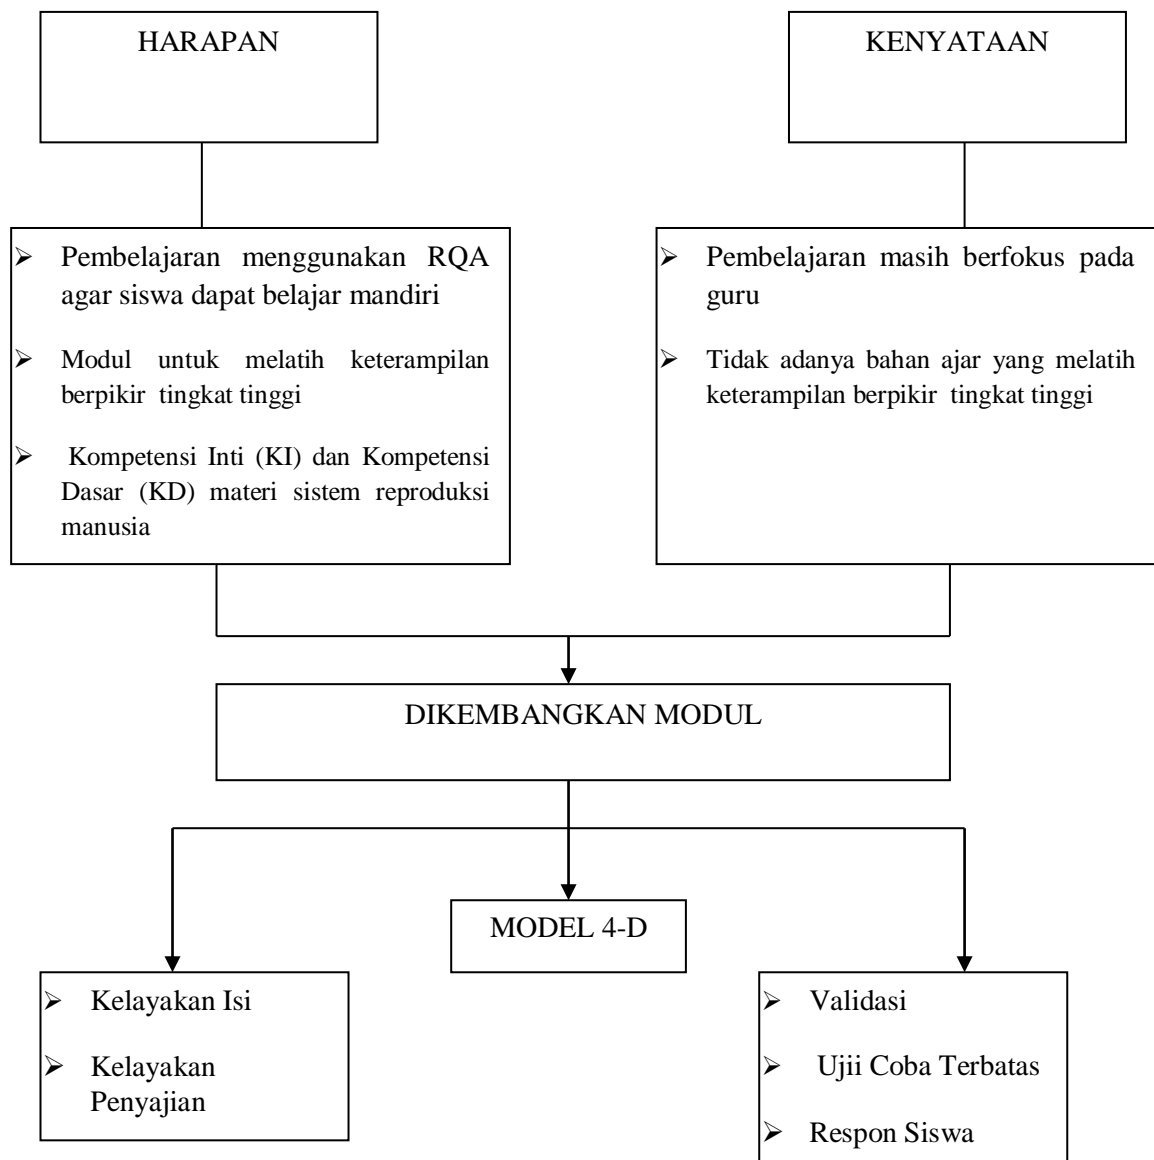 HARAPAN
KENYATAAN
➢ Pembelajaran menggunakan RQA
agar siswa dapat belajar mandiri
➢ Modul untuk melatih keterampilan
berpikir tingkat tinggi
➢ Kompetensi Inti (KI) dan Kompetensi
Dasar (KD) materi sistem reproduksi
manusia
➢ Pembelajaran masih berfokus pada
guru
➢ Tidak adanya bahan ajar yang melatih
keterampilan berpikir tingkat tinggi
DIKEMBANGKAN MODUL
MODEL 4-D
➢ Kelayakan Isi
➢ Kelayakan
Penyajian
➢ Validasi
➢ Ujii Coba Terbatas
➢ Respon Siswa